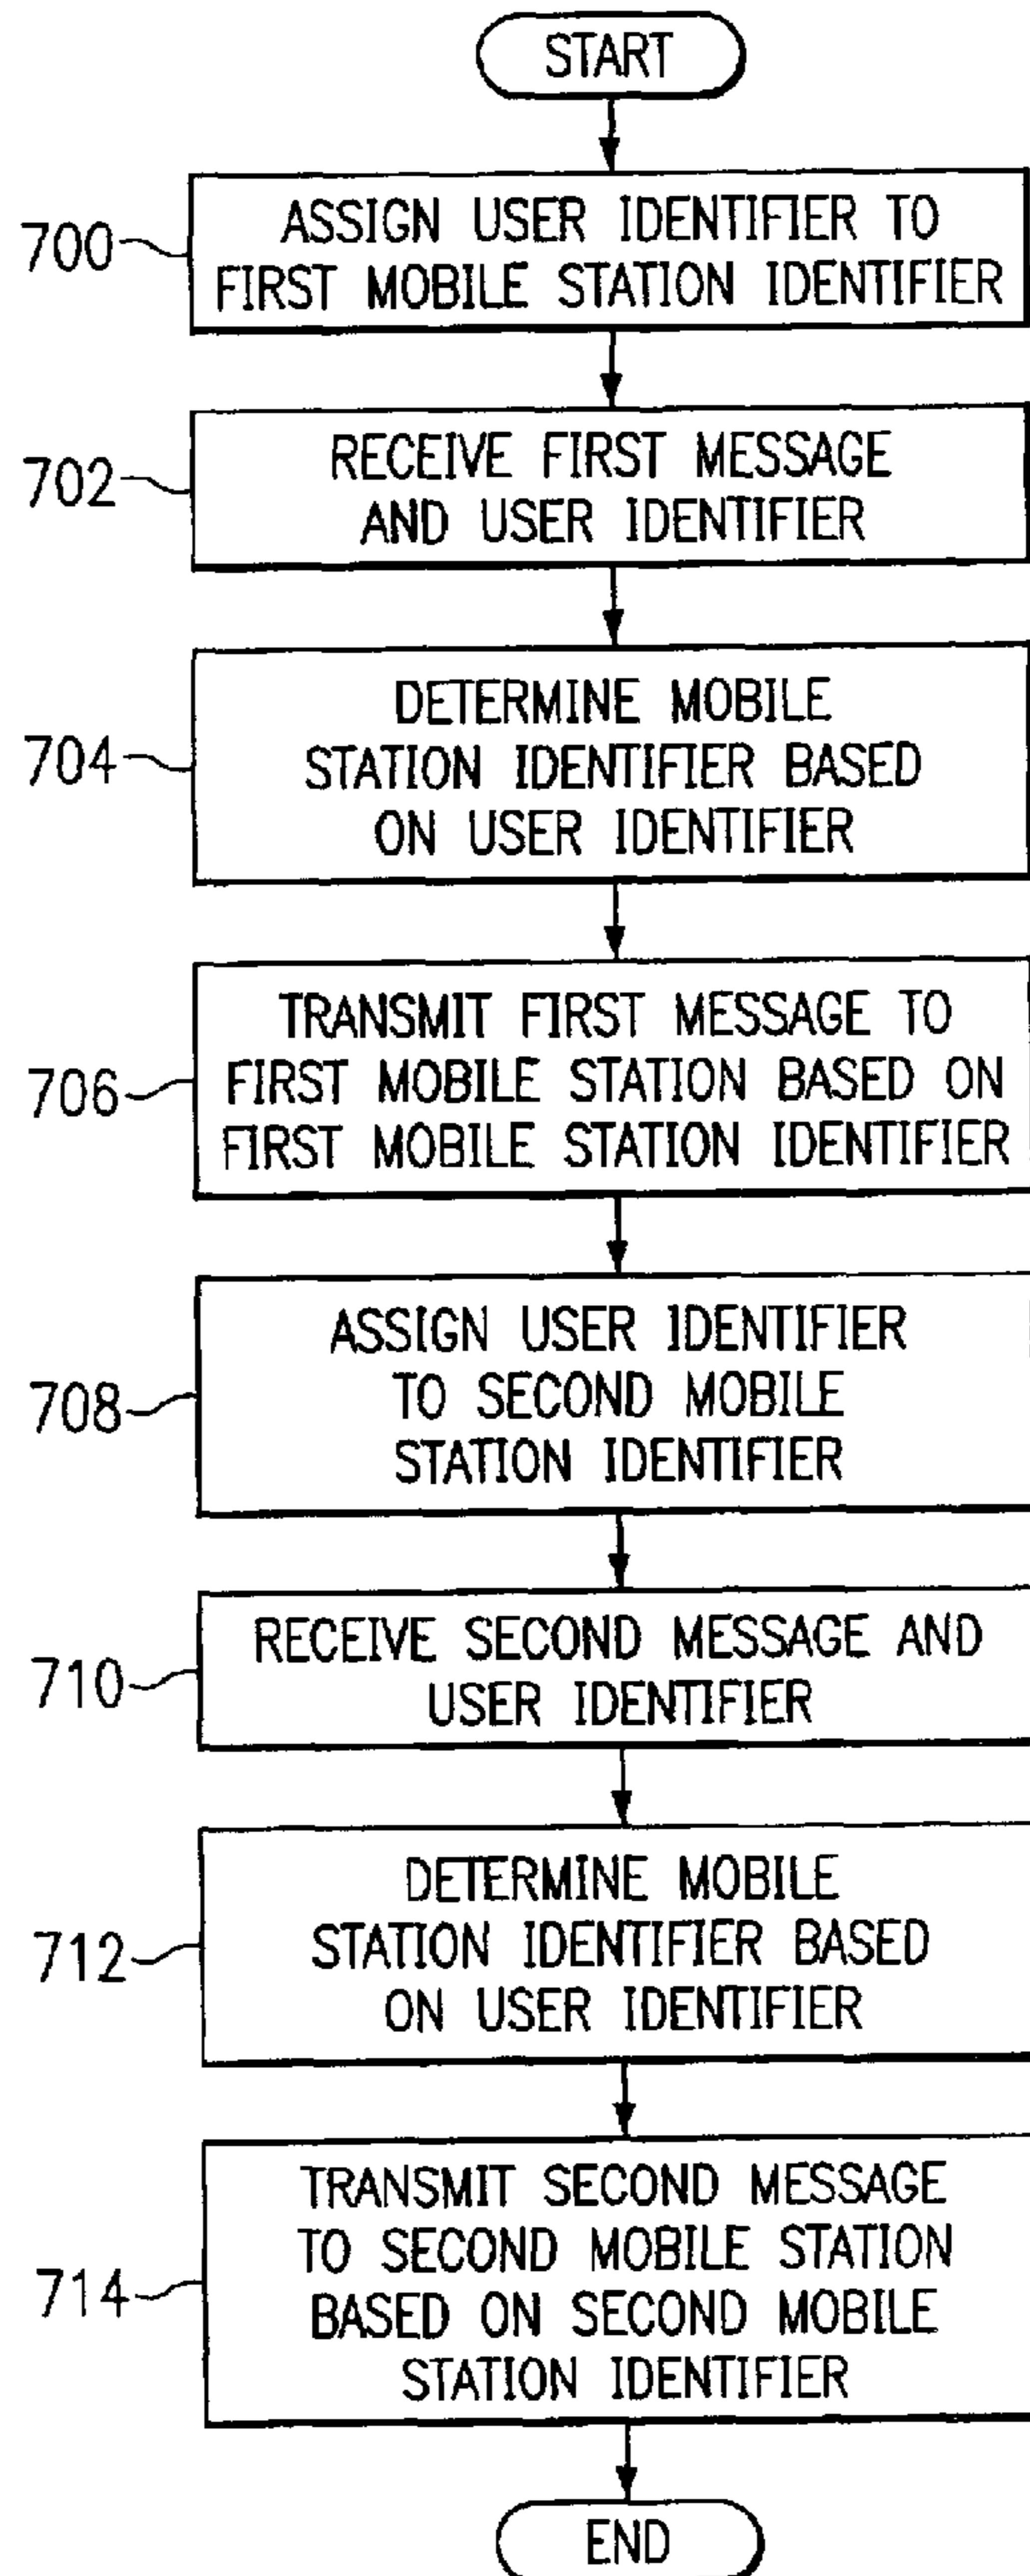 START
700
ASSIGN USER IDENTIFIER TO
FIRST MOBILE STATION IDENTIFIER
702
RECEIVE FIRST MESSAGE
AND USER IDENTIFIER
704
DETERMINE MOBILE
STATION IDENTIFIER BASED
ON USER IDENTIFIER
706
TRANSMIT FIRST MESSAGE TO
FIRST MOBILE STATION BASED ON
FIRST MOBILE STATION IDENTIFIER
708
ASSIGN USER IDENTIFIER
TO SECOND MOBILE
STATION IDENTIFIER
710
RECEIVE SECOND MESSAGE AND
USER IDENTIFIER
712
DETERMINE MOBILE
STATION IDENTIFIER BASED
ON USER IDENTIFIER
714
TRANSMIT SECOND MESSAGE
TO SECOND MOBILE STATION
BASED ON SECOND MOBILE
STATION IDENTIFIER
END